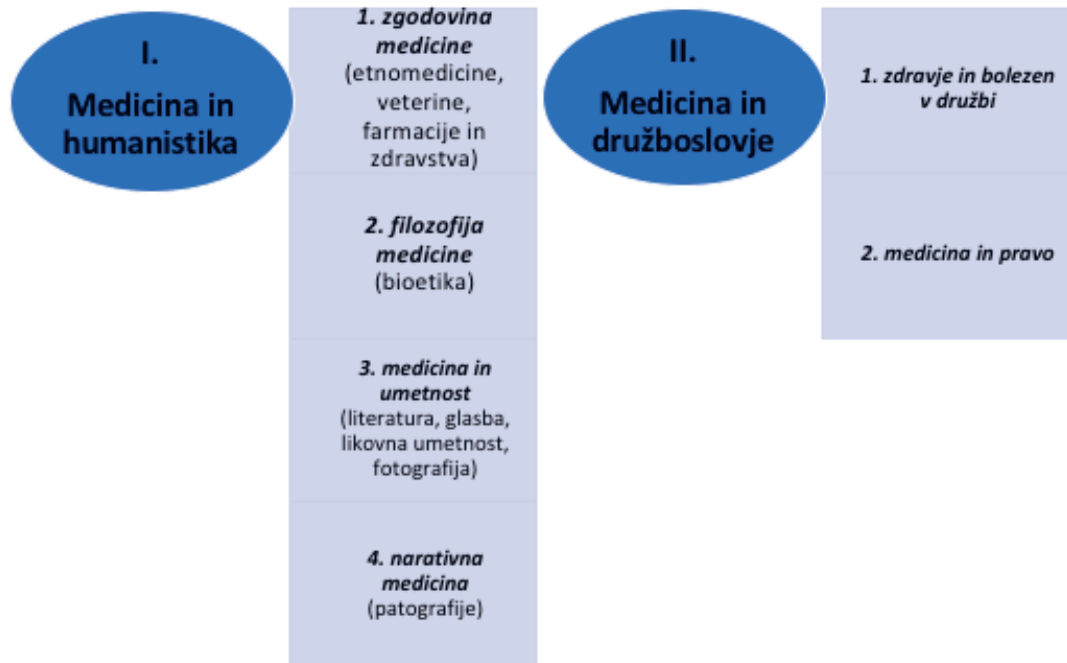 I.
Medicina in
humanistika
1. zgodovina
medicine
(etnomedicine,
veterine,
farmacije in
zdravstva)
2. filozofija
medicine
(bioetika)
3. medicina in
umetnost
(literatura, glasba,
likovna umetnost,
fotografija)
4. narativna
medicina
(patografije)
II.
Medicina in
družboslovje
1. zdravje in bolezen
v družbi
2. medicina in pravo